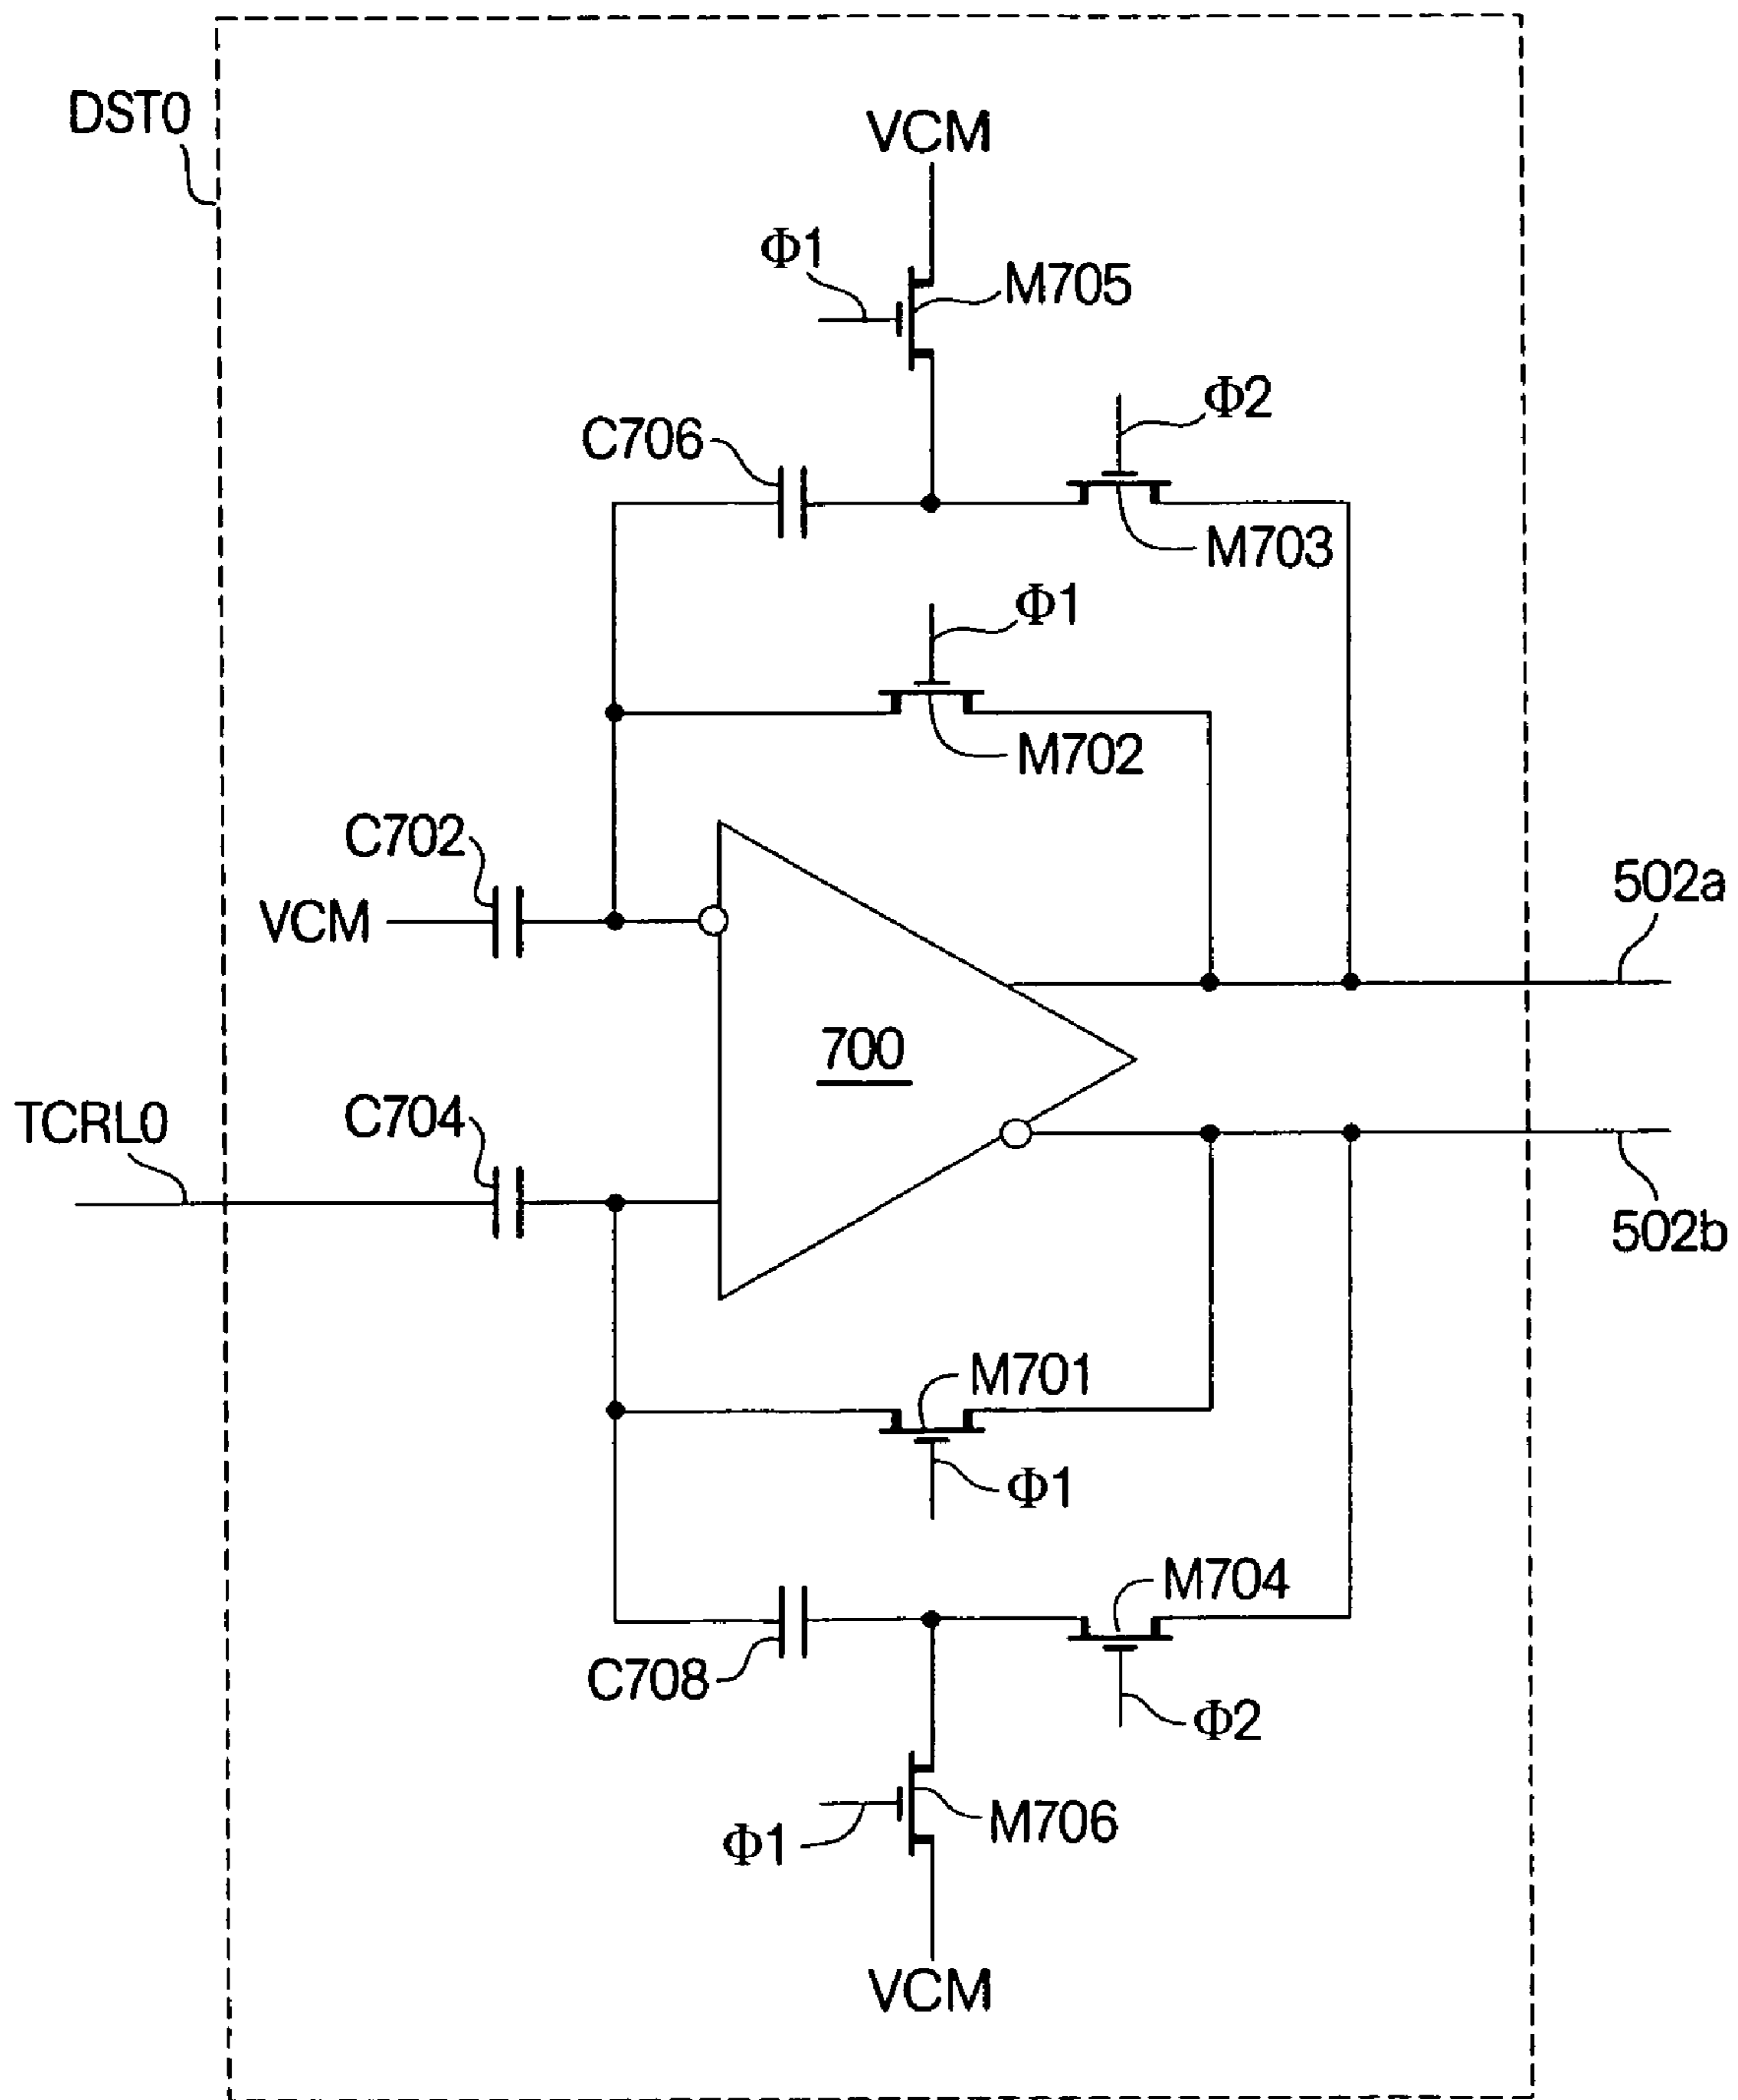 DST0
VCM
Φ1
M705
Φ2
C706
M703
Φ1
M702
C702
VCM
502a
700
TCRL0
C704
502b
M701
Φ1
M704
C708
Φ2
M706
Φ1
VCM